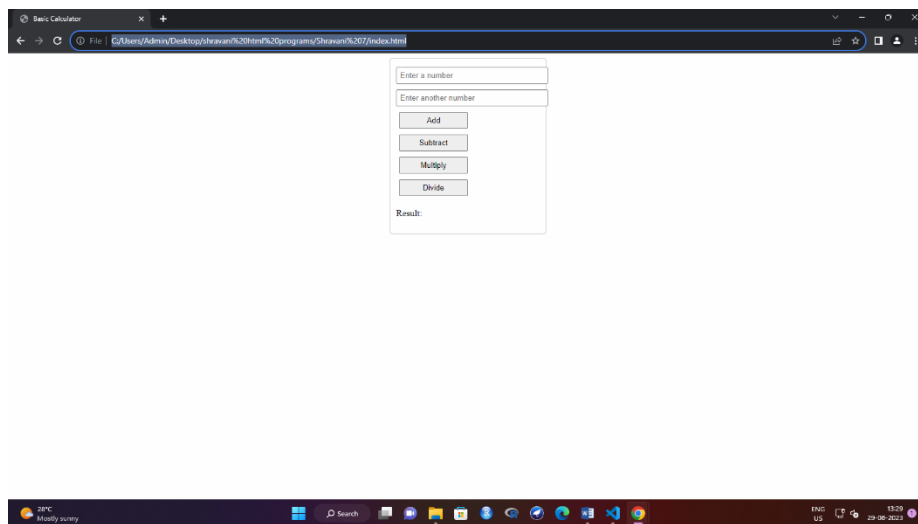 Basic Calculator
File | C:/Users/Admin/Desktop/shravani%20html%20programs/Shravani%207/index.html
Enter a number
Enter another number
Add
Subtract
Multiply
Divide
Result:
28°C
Mostly sunny
Search
ENG
US
13:29
29-08-2023